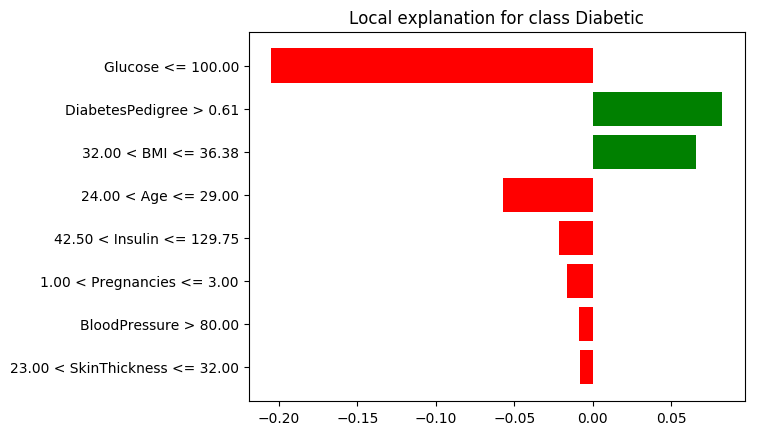 Local explanation for class Diabetic
Glucose <= 100.00
DiabetesPedigree > 0.61
32.00 < BMI <= 36.38
24.00 < Age <= 29.00
42.50 < Insulin <= 129.75
1.00 < Pregnancies <= 3.00
BloodPressure > 80.00
23.00 < SkinThickness <= 32.00
−0.20 −0.15 −0.10 −0.05 0.00 0.05